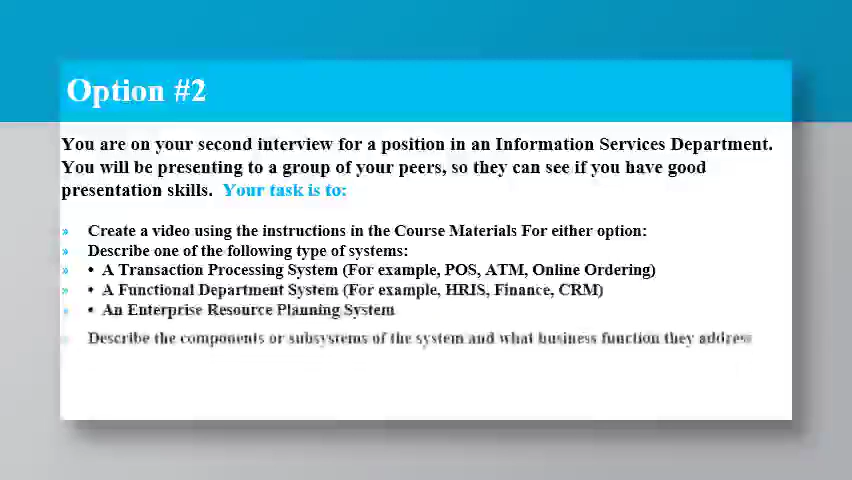 Option #2
You are on your second interview for a position in an Information Services Department.
You will be presenting to a group of your peers, so they can see if you have good
presentation skills. Your task is to:
» Create a video using the instructions in the Course Materials For either option:
» Describe one of the following type of systems:
» • A Transaction Processing System (For example, POS, ATM, Online Ordering)
» • A Functional Department System (For example, HRIS, Finance, CRM)
» • An Enterprise Resource Planning System
» Describe the components or subsystems of the system and what business function they address